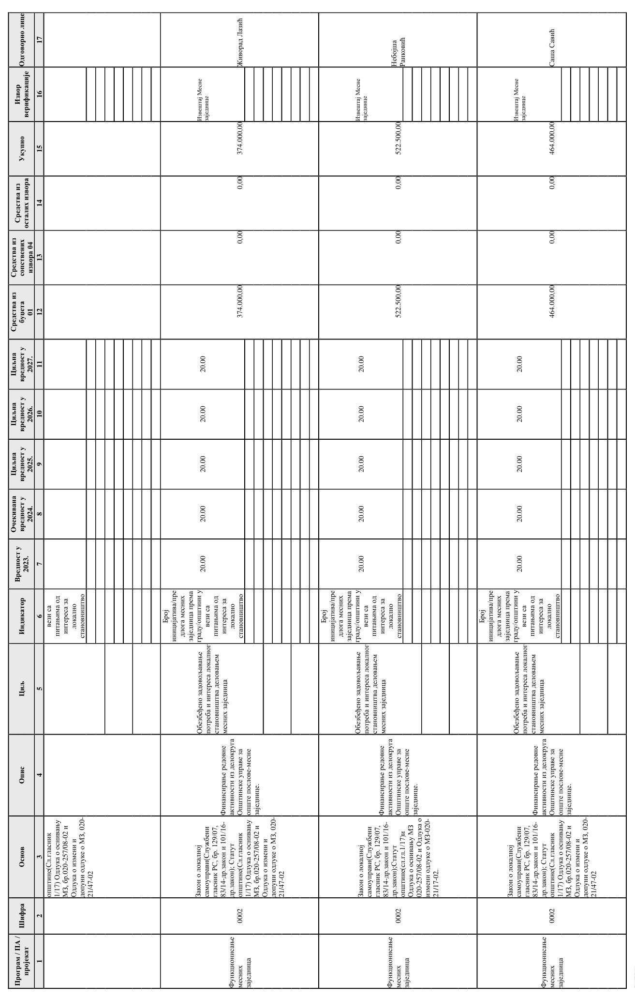 Програм / ПА /
пројекат
Шифра
Основ
Опис
Циљ
Индикатор
Вредност у
2023.
Очекивана
вредност у
2024.
Циљна
вредност у
2025.
Циљна
вредност у
2026.
Циљна
вредност у
2027.
Средства из
буџета
01
Средства из
сопствених
извора 04
Средства из
осталих извора
Укупно
Извор
верификације
Одговорно лице
1
2
3
4
5
6
7
8
9
10
11
12
13
14
15
16
17
општине(Сл.гласник
1/17) Одлука о оснивању
МЗ, бр.020-257/08-02 и
Одлука о измени и
допуни одлуке о МЗ, 020-
21/47-02
вези са
питањима од
интереса за
локално
становништво
Функционисање
месних
заједница
0002
Закон о локалној
самоуправи(Службени
гласник РС, бр. 129/07,
83/14-др.закон и 101/16-
др.закон); Статут
општине(Сл.гласник
1/17) Одлука о оснивању
МЗ, бр.020-257/08-02 и
Одлука о измени и
допуни одлуке о МЗ, 020-
21/47-02
Финансирање редовне
активности из делокруга
Општинске управе за
опште послове-месне
заједнице.
Обезбеђено задовољавање
потреба и интереса локалног
становништва деловањем
месних заједница
Број
иницијатива/пре
длога месних
заједница према
граду/општини у
вези са
питањима од
интереса за
локално
становништво
20.00
20.00
20.00
20.00
20.00
374.000,00
0,00
0,00
374.000,00
Извештај Месне
заједнице
Живорад Лазић
Функционисање
месних
заједница
0002
Закон о локалној
самоуправи(Службени
гласник РС, бр. 129/07,
83/14-др.закон и 101/16-
др.закон);Статут
општине(сл.гл.1/17)и
Одлука о оснивању МЗ
020-257/08-02 и Одлука о
измени одлуке о МЗ-020-
21/17-02.
Финансирање редовне
активности из делокруга
Општинске управе за
опште послове-месне
заједнице.
Обезбеђено задовољавање
потреба и интереса локалног
становништва деловањем
месних заједница
Број
иницијатива/пре
длога месних
заједница према
граду/општини у
вези са
питањима од
интереса за
локално
становништво
20.00
20.00
20.00
20.00
20.00
522.500,00
0,00
0,00
522.500,00
Извештај Месне
заједнице
Небојша
Ранковић
Функционисање
месних
заједница
0002
Закон о локалној
самоуправи(Службени
гласник РС, бр. 129/07,
83/14-др.закон и 101/16-
др.закон); Статут
општине(Сл.гласник
1/17) Одлука о оснивању
МЗ, бр.020-257/08-02 и
Одлука о измени и
допуни одлуке о МЗ, 020-
21/47-02
Финансирање редовне
активности из делокруга
Општинске управе за
опште послове-месне
заједнице.
Обезбеђено задовољавање
потреба и интереса локалног
становништва деловањем
месних заједница
Број
иницијатива/пре
длога месних
заједница према
граду/општини у
вези са
питањима од
интереса за
локално
становништво
20.00
20.00
20.00
20.00
20.00
464.000,00
0,00
0,00
464.000,00
Извештај Месне
заједнице
Саша Савић